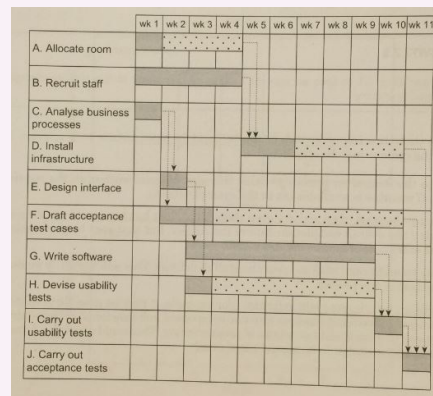 wk 1 wk 2 wk 3 wk 4 wk 5 wk 6 wk 7 wk 8 wk 9 wk 10 wk 11
A. Allocate room
B. Recruit staff
C. Analyse business
processes
D. Install
infrastructure
E. Design interface
F. Draft acceptance
test cases
G. Write software
H. Devise usability
tests
I. Carry out
usability tests
J. Carry out
acceptance tests